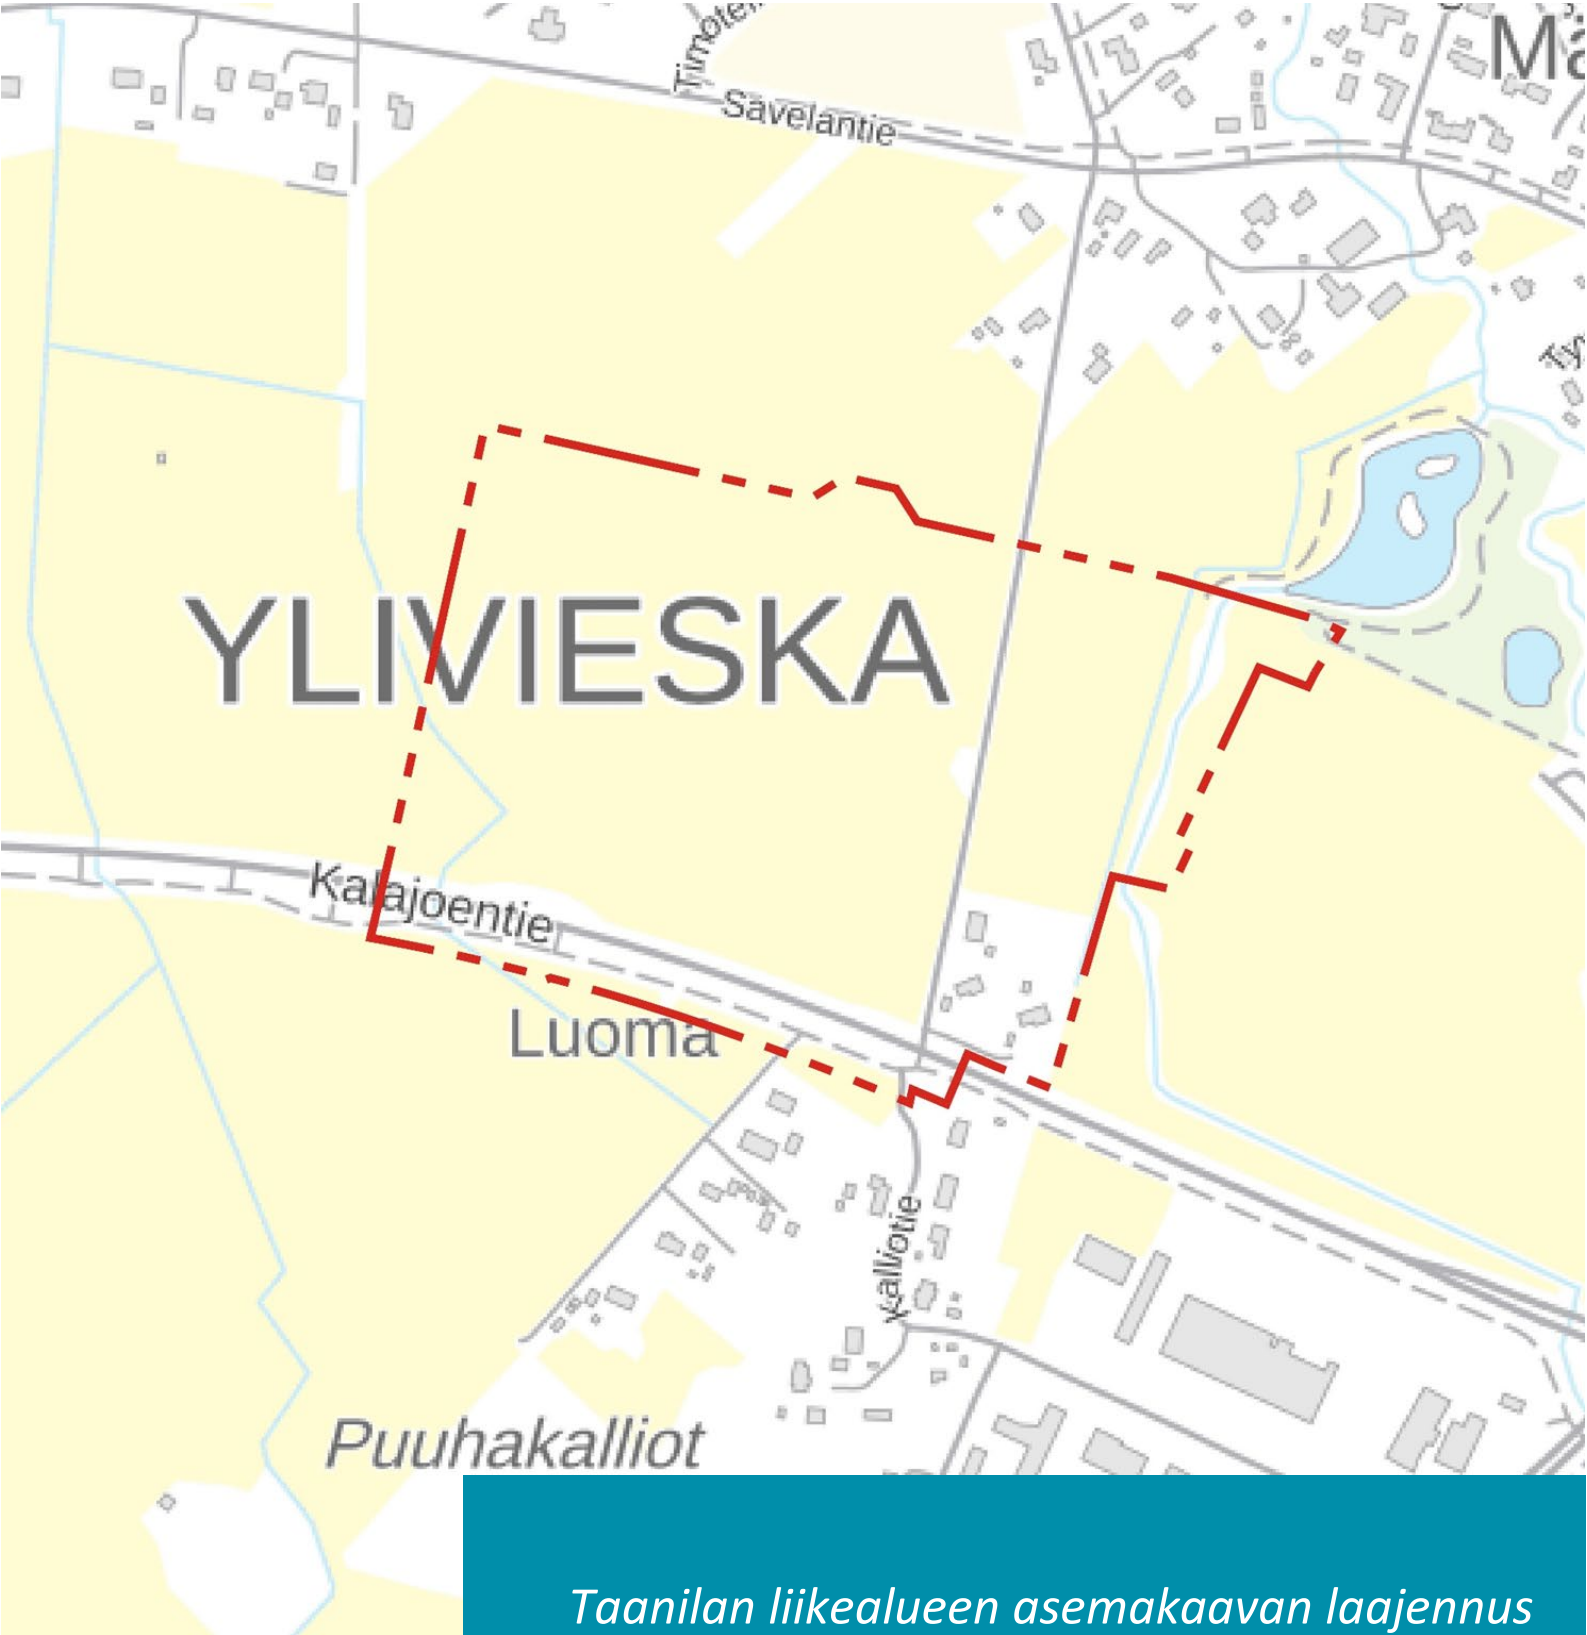 Savelantie
YLIVIESKA
Kalajoentie
Luoma
Kalliotie
Puuhakalliot
Taanilan liikealueen asemakaavan laajennus